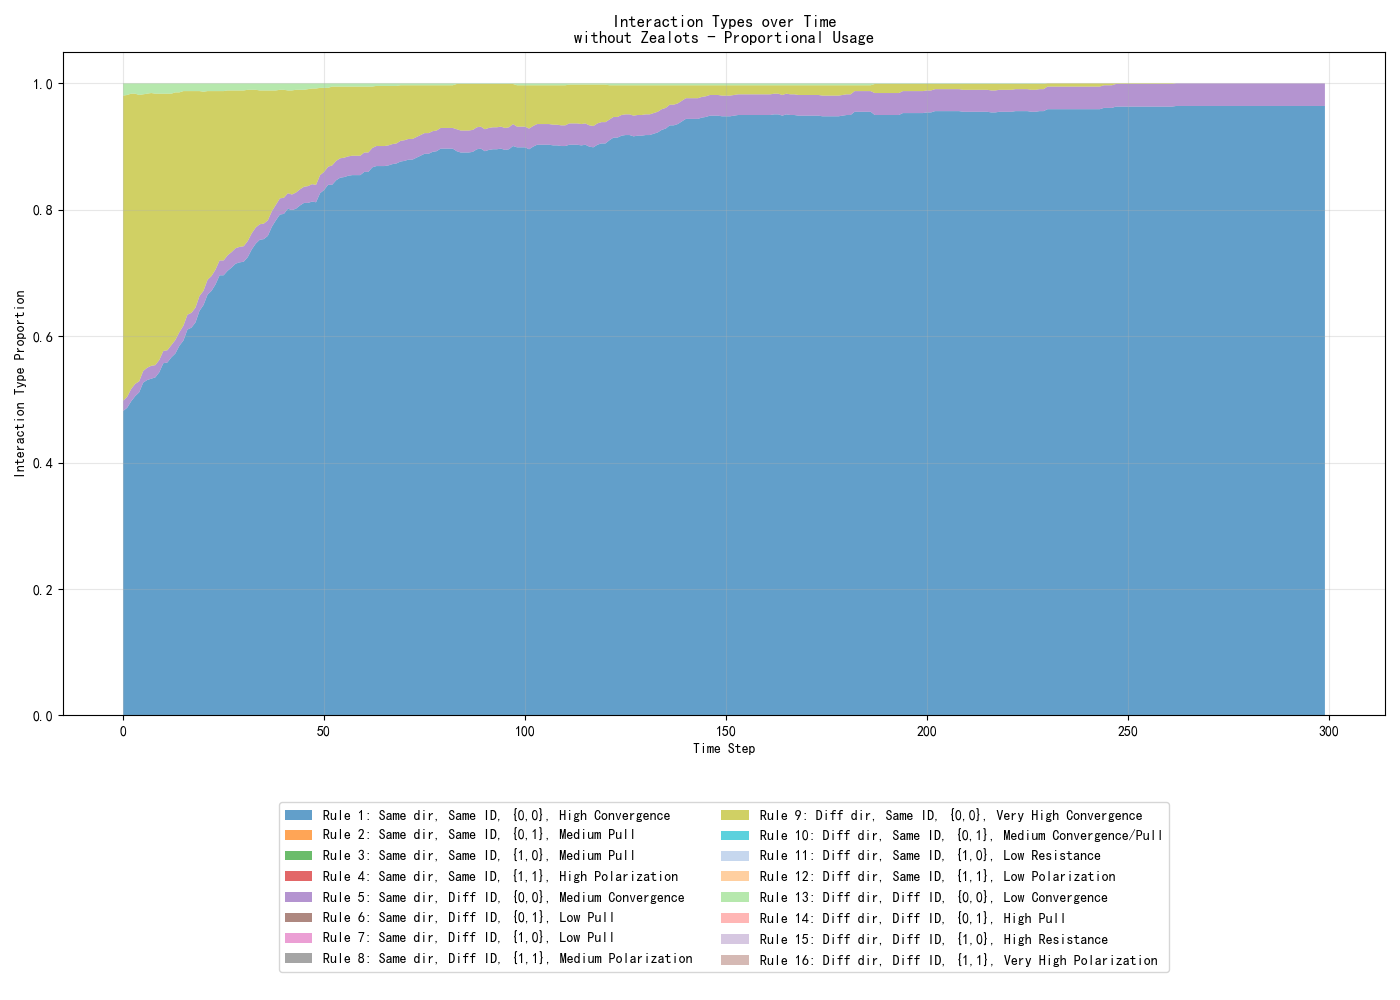 Interaction Types over Time
without Zealots - Proportional Usage
Interaction Type Proportion
1.0
0.8
0.6
0.4
0.2
0.0
0
50
100
150
200
250
300
Time Step
Rule 1: Same dir, Same ID, {0,0}, High Convergence
Rule 2: Same dir, Same ID, {0,1}, Medium Pull
Rule 3: Same dir, Same ID, {1,0}, Medium Pull
Rule 4: Same dir, Same ID, {1,1}, High Polarization
Rule 5: Same dir, Diff ID, {0,0}, Medium Convergence
Rule 6: Same dir, Diff ID, {0,1}, Low Pull
Rule 7: Same dir, Diff ID, {1,0}, Low Pull
Rule 8: Same dir, Diff ID, {1,1}, Medium Polarization
Rule 9: Diff dir, Same ID, {0,0}, Very High Convergence
Rule 10: Diff dir, Same ID, {0,1}, Medium Convergence/Pull
Rule 11: Diff dir, Same ID, {1,0}, Low Resistance
Rule 12: Diff dir, Same ID, {1,1}, Low Polarization
Rule 13: Diff dir, Diff ID, {0,0}, Low Convergence
Rule 14: Diff dir, Diff ID, {0,1}, High Pull
Rule 15: Diff dir, Diff ID, {1,0}, High Resistance
Rule 16: Diff dir, Diff ID, {1,1}, Very High Polarization